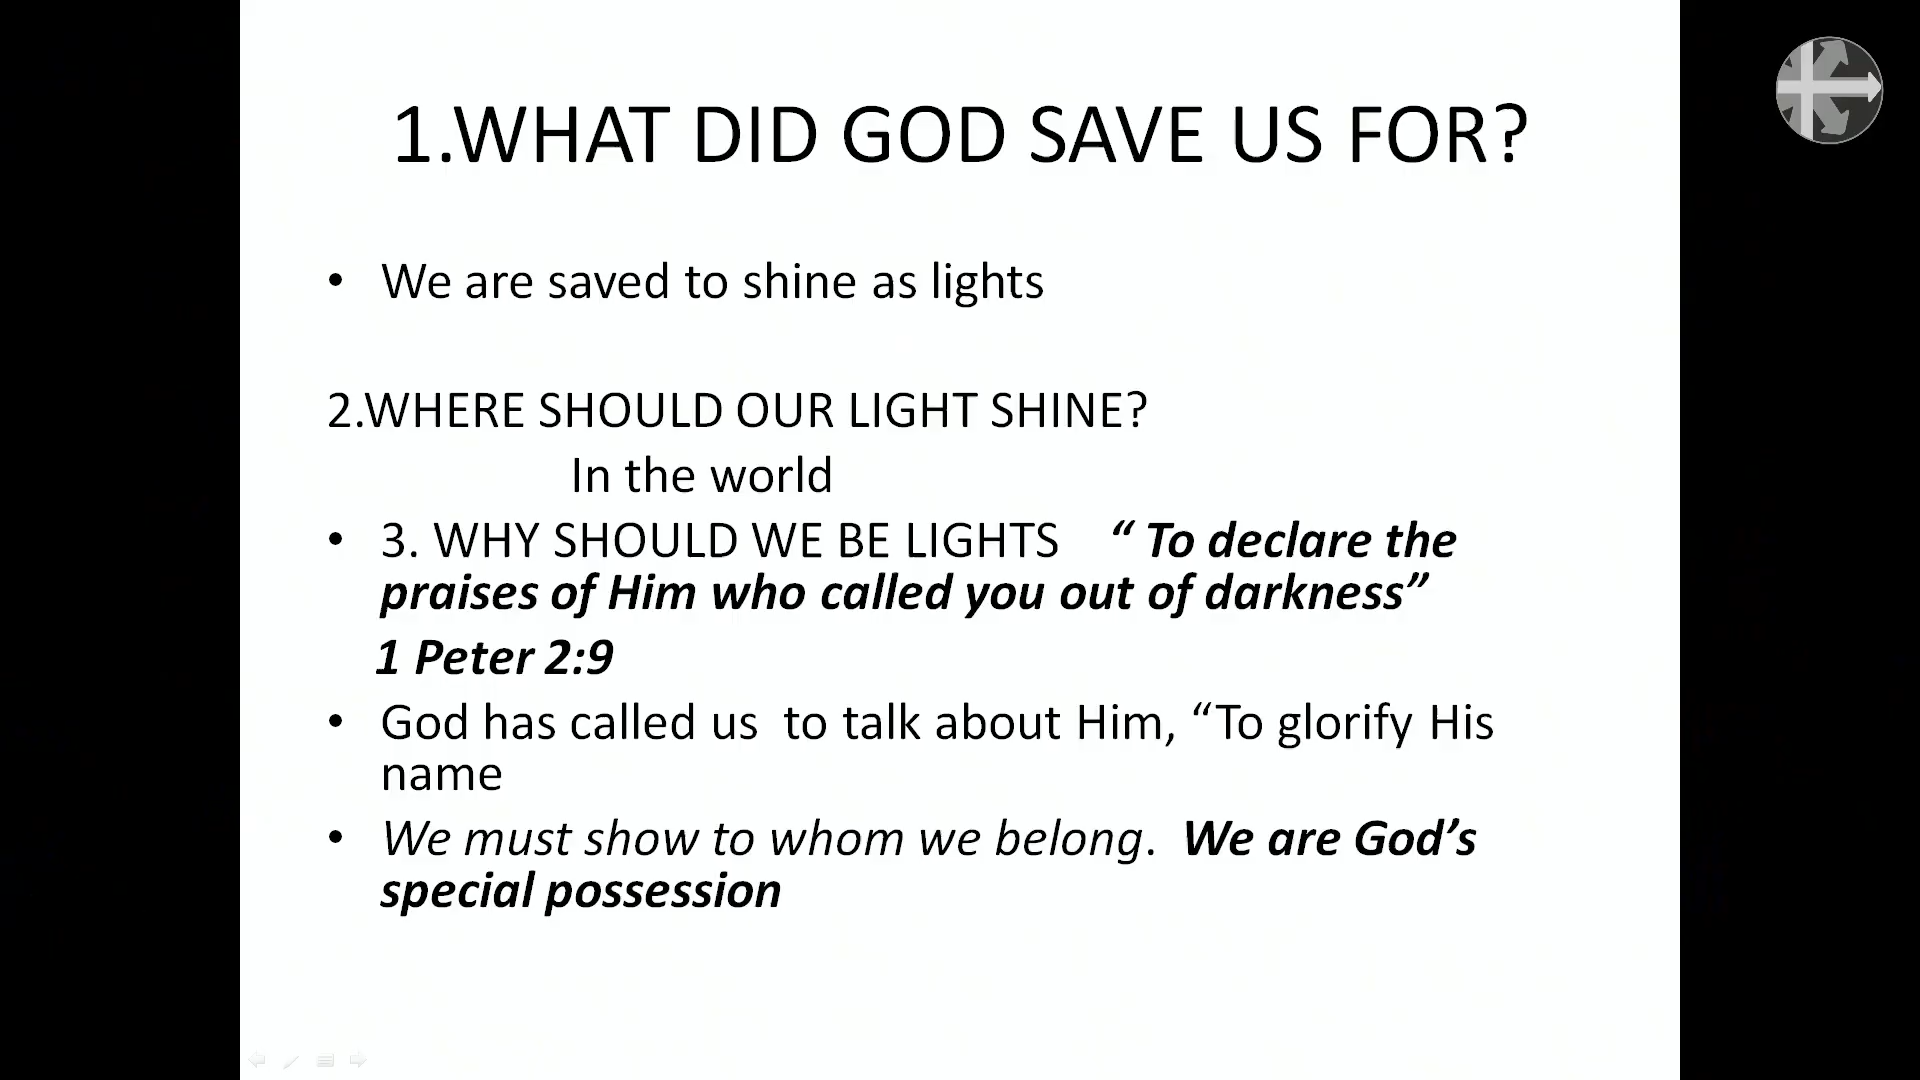 1.WHAT DID GOD SAVE US FOR?
• We are saved to shine as lights
2.WHERE SHOULD OUR LIGHT SHINE?
In the world
• 3. WHY SHOULD WE BE LIGHTS “ To declare the
praises of Him who called you out of darkness”
1 Peter 2:9
• God has called us to talk about Him, “To glorify His
name
• We must show to whom we belong. We are God’s
special possession